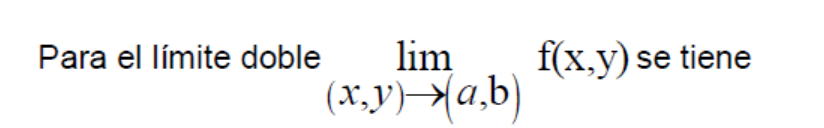 Para el límite doble lim f(x,y) se tiene
(x,y)→(a,b)